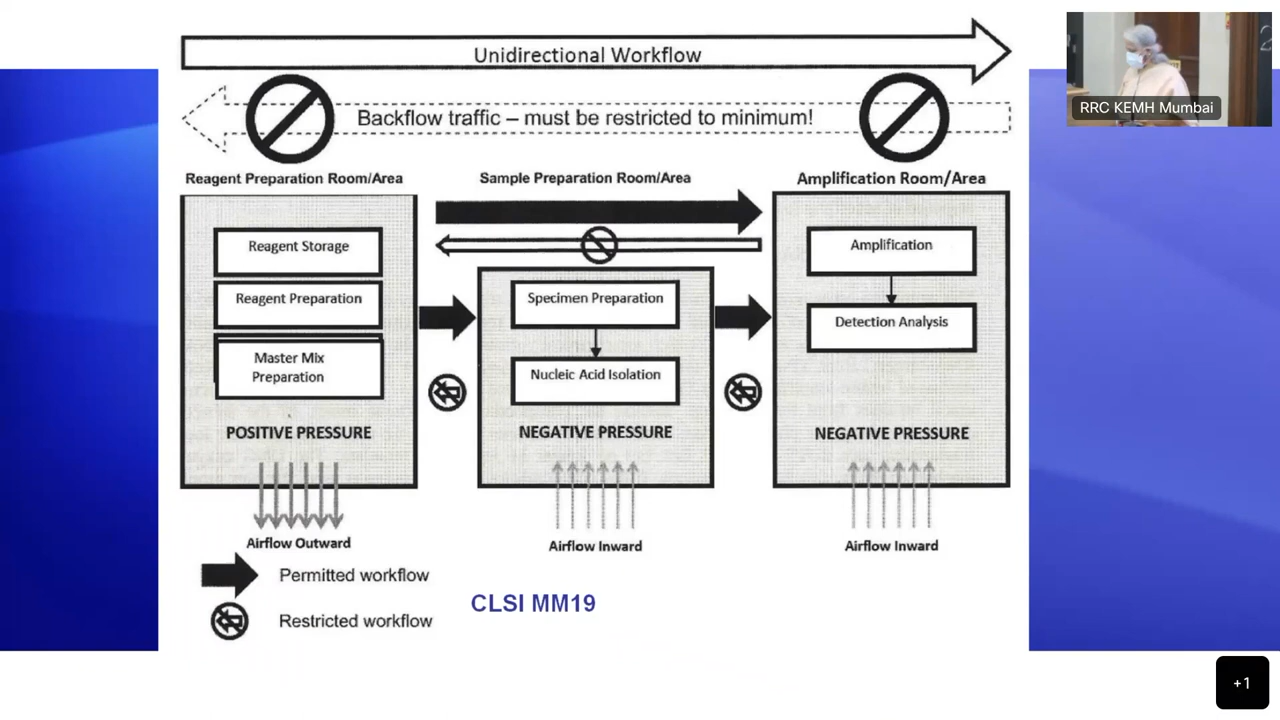 Unidirectional Workflow
Backflow traffic – must be restricted to minimum!
Reagent Preparation Room/Area
Sample Preparation Room/Area
Amplification Room/Area
Reagent Storage
Reagent Preparation
Master Mix
Preparation
POSITIVE PRESSURE
Airflow Outward
Specimen Preparation
Nucleic Acid Isolation
NEGATIVE PRESSURE
Airflow Inward
Amplification
Detection Analysis
NEGATIVE PRESSURE
Airflow Inward
Permitted workflow
Restricted workflow
CLSI MM19
RRC KEMH Mumbai
+1